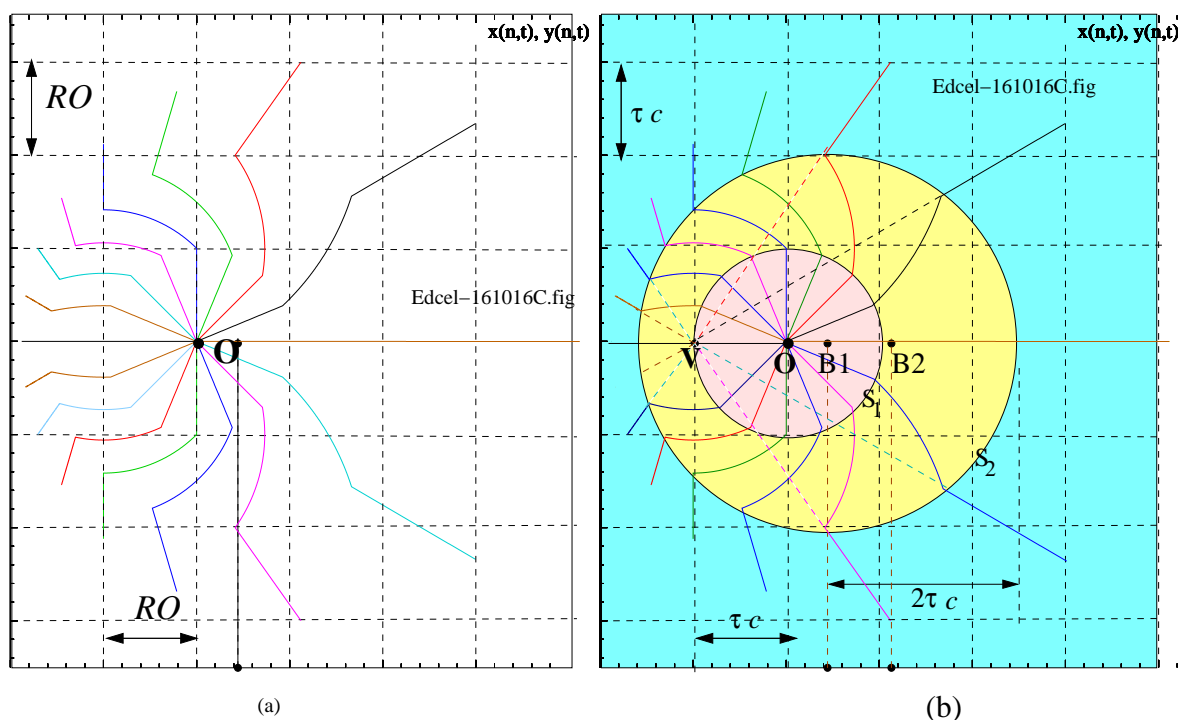 x(n,t), y(n,t)
RO
Edcel-161016C.fig
O
RO
(a)
x(n,t), y(n,t)
Edcel-161016C.fig
τ c
V
O
B1
B2
S1
S2
2τ c
τ c
(b)